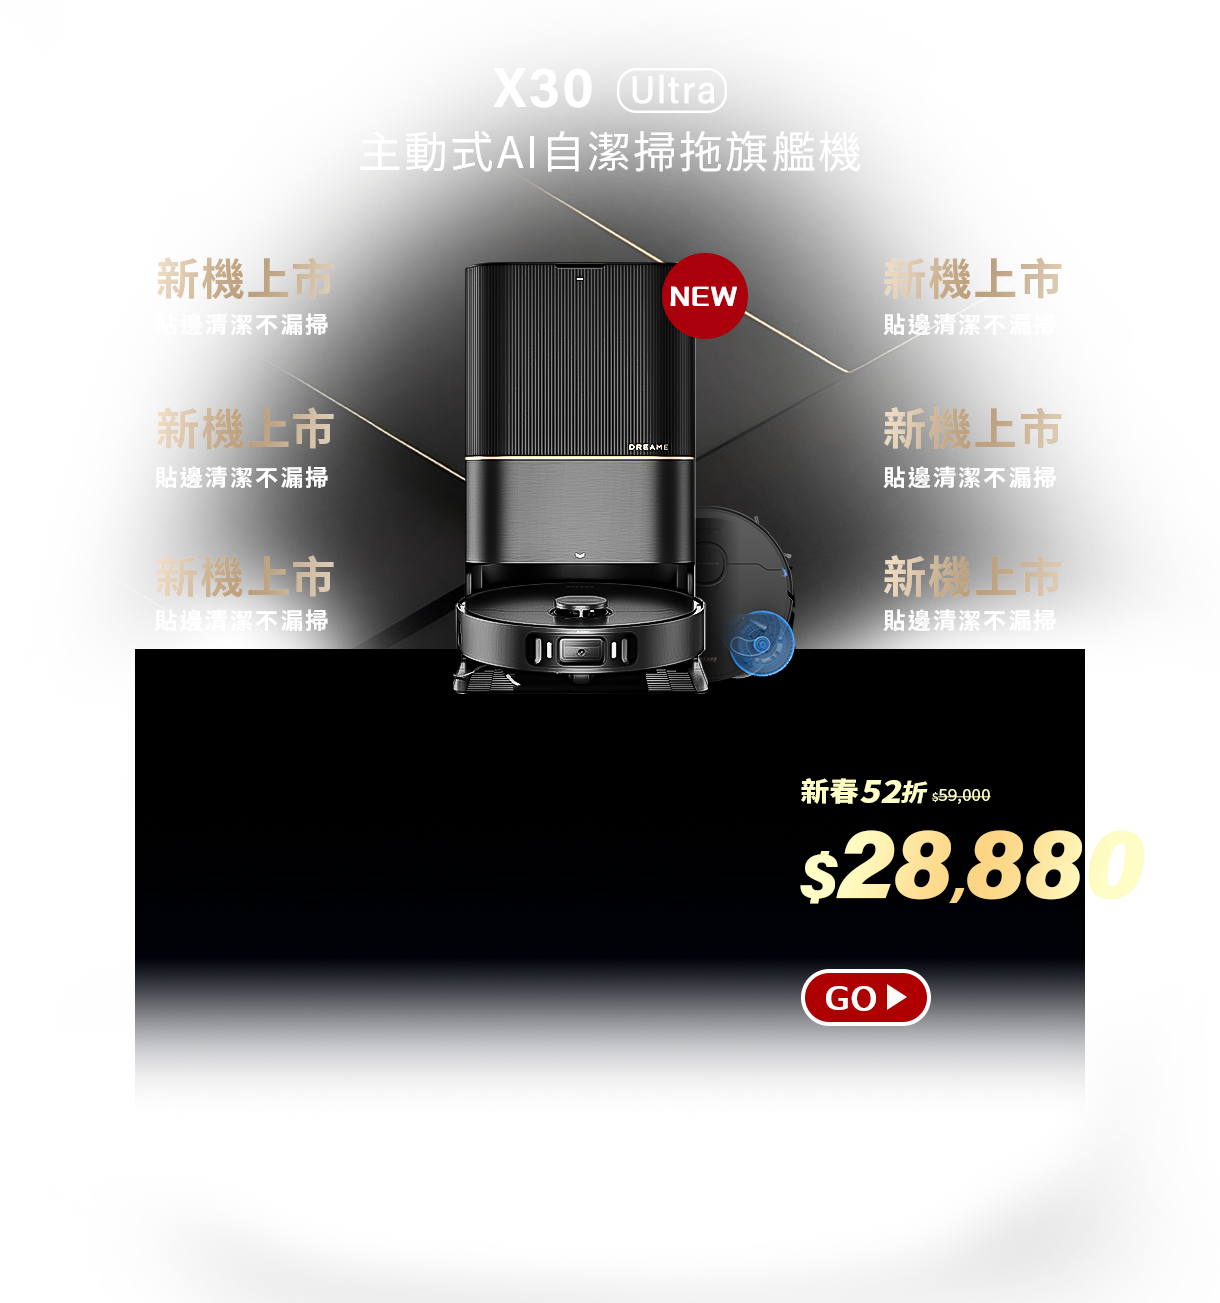 X30 Ultra
主動式AI自潔掃拖旗艦機
新機上市
貼邊清潔不漏掃
新機上市
貼邊清潔不漏掃
新機上市
貼邊清潔不漏掃
NEW
DREAME
新機上市
貼邊清潔不漏掃
新機上市
貼邊清潔不漏掃
新機上市
貼邊清潔不漏掃
新春52折 $59,000
$28,880
GO